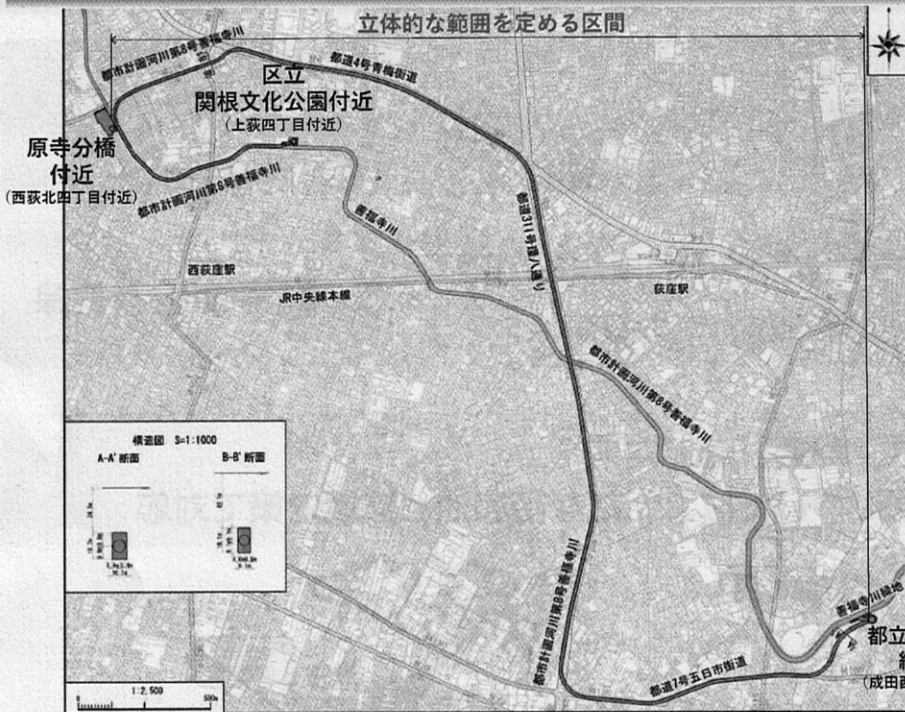 立体的な範囲を定める区間
都市計画河川第8号善福寺川
都道4号青梅街道
区立
関根文化公園付近
(上荻四丁目付近)
原寺分橋
付近
(西荻北四丁目付近)
都市計画河川第8号善福寺川
善福寺川
都道311号環八通り
西荻窪駅
JR中央線本線
荻窪駅
都市計画河川第8号善福寺川
構造図 S=1:1000
A-A' 断面
B-B' 断面
都市計画河川第8号善福寺川
善福寺川緑地
都立
(成田西
都道7号五日市街道
1:2,500
0
500m